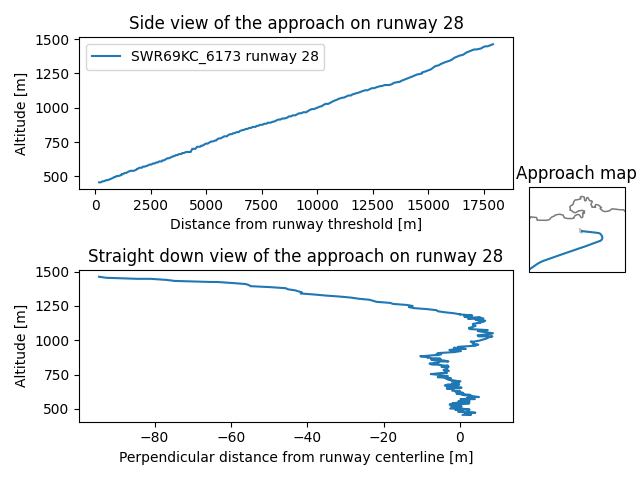 Side view of the approach on runway 28
1500
1250
1000
750
500
Altitude [m]
SWR69KC_6173 runway 28
0
2500
5000
7500
10000
12500
15000
17500
Distance from runway threshold [m]
Approach map
Straight down view of the approach on runway 28
1500
1250
1000
750
500
Altitude [m]
−80
−60
−40
−20
0
Perpendicular distance from runway centerline [m]